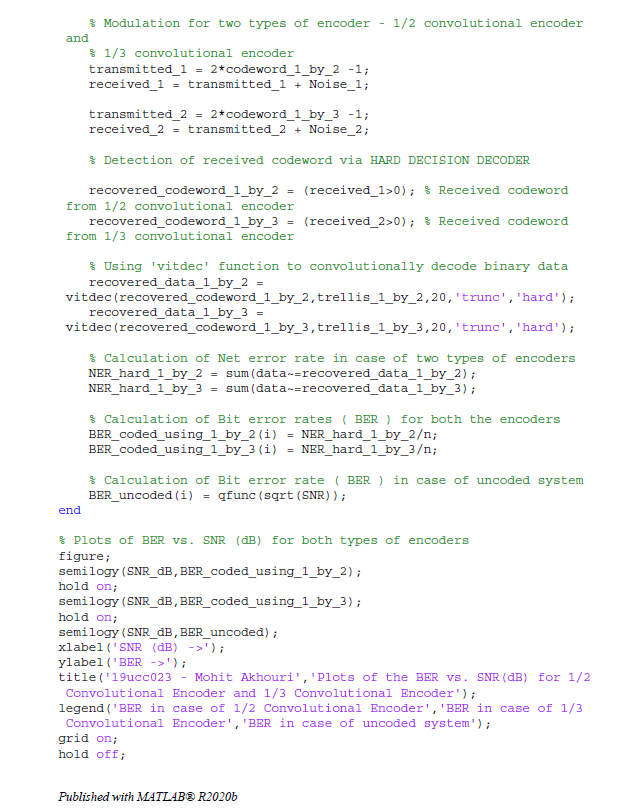 % Modulation for two types of encoder - 1/2 convolutional encoder
and
% 1/3 convolutional encoder
transmitted_1 = 2*codeword_1_by_2 -1;
received_1 = transmitted_1 + Noise_1;
transmitted_2 = 2*codeword_1_by_3 -1;
received_2 = transmitted_2 + Noise_2;
% Detection of received codeword via HARD DECISION DECODER
recovered_codeword_1_by_2 = (received_1>0); % Received codeword
from 1/2 convolutional encoder
recovered_codeword_1_by_3 = (received_2>0); % Received codeword
from 1/3 convolutional encoder
% Using 'vitdec' function to convolutionally decode binary data
recovered_data_1_by_2 =
vitdec(recovered_codeword_1_by_2,trellis_1_by_2,20,'trunc','hard');
recovered_data_1_by_3 =
vitdec(recovered_codeword_1_by_3,trellis_1_by_3,20,'trunc','hard');
% Calculation of Net error rate in case of two types of encoders
NER_hard_1_by_2 = sum(data~=recovered_data_1_by_2);
NER_hard_1_by_3 = sum(data~=recovered_data_1_by_3);
% Calculation of Bit error rates ( BER ) for both the encoders
BER_coded_using_1_by_2(i) = NER_hard_1_by_2/n;
BER_coded_using_1_by_3(i) = NER_hard_1_by_3/n;
% Calculation of Bit error rate ( BER ) in case of uncoded system
BER_uncoded(i) = qfunc(sqrt(SNR));
end
% Plots of BER vs. SNR (dB) for both types of encoders
figure;
semilogy(SNR_dB,BER_coded_using_1_by_2);
hold on;
semilogy(SNR_dB,BER_coded_using_1_by_3);
hold on;
semilogy(SNR_dB,BER_uncoded);
xlabel('SNR (dB) ->');
ylabel('BER ->');
title('19ucc023 - Mohit Akhouri','Plots of the BER vs. SNR(dB) for 1/2
Convolutional Encoder and 1/3 Convolutional Encoder');
legend('BER in case of 1/2 Convolutional Encoder','BER in case of 1/3
Convolutional Encoder','BER in case of uncoded system');
grid on;
hold off;
Published with MATLAB® R2020b